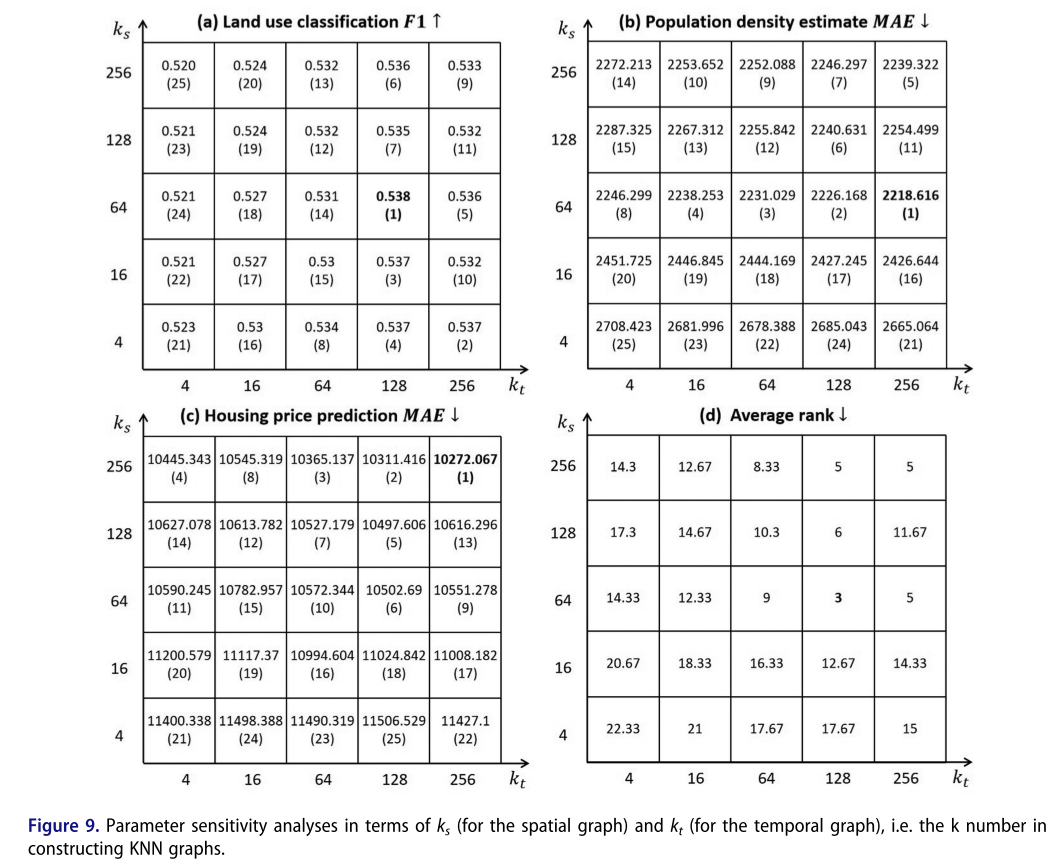 (a) Land use classification F1 ↑
k_s
256
0.520 0.524 0.532 0.536 0.533
(25) (20) (13) (6) (9)
128
0.521 0.524 0.532 0.535 0.532
(23) (19) (12) (7) (11)
64
0.521 0.527 0.531 0.538 0.536
(24) (18) (14) (1) (5)
16
0.521 0.527 0.53 0.537 0.532
(22) (17) (15) (3) (10)
4
0.523 0.53 0.534 0.537 0.537
(21) (16) (8) (4) (2)
4 16 64 128 256 k_t
(b) Population density estimate MAE ↓
k_s
256
2272.213 2253.652 2252.088 2246.297 2239.322
(14) (10) (9) (7) (5)
128
2287.325 2267.312 2255.842 2240.631 2254.499
(15) (13) (12) (6) (11)
64
2246.299 2238.253 2231.029 2226.168 2218.616
(8) (4) (3) (2) (1)
16
2451.725 2446.845 2444.169 2427.245 2426.644
(20) (19) (18) (17) (16)
4
2708.423 2681.996 2678.388 2685.043 2665.064
(25) (23) (22) (24) (21)
4 16 64 128 256 k_t
(c) Housing price prediction MAE ↓
k_s
256
10445.343 10545.319 10365.137 10311.416 10272.067
(4) (8) (3) (2) (1)
128
10627.078 10613.782 10527.179 10497.606 10616.296
(14) (12) (7) (5) (13)
64
10590.245 10782.957 10572.344 10502.69 10551.278
(11) (15) (10) (6) (9)
16
11200.579 11117.37 10994.604 11024.842 11008.182
(20) (19) (16) (18) (17)
4
11400.338 11498.388 11490.319 11506.529 11427.1
(21) (24) (23) (25) (22)
4 16 64 128 256 k_t
(d) Average rank ↓
k_s
256 14.3 12.67 8.33 5 5
128 17.3 14.67 10.3 6 11.67
64 14.33 12.33 9 3 5
16 20.67 18.33 16.33 12.67 14.33
4 22.33 21 17.67 17.67 15
4 16 64 128 256 k_t
Figure 9. Parameter sensitivity analyses in terms of k_s (for the spatial graph) and k_t (for the temporal graph), i.e. the k number in
constructing KNN graphs.